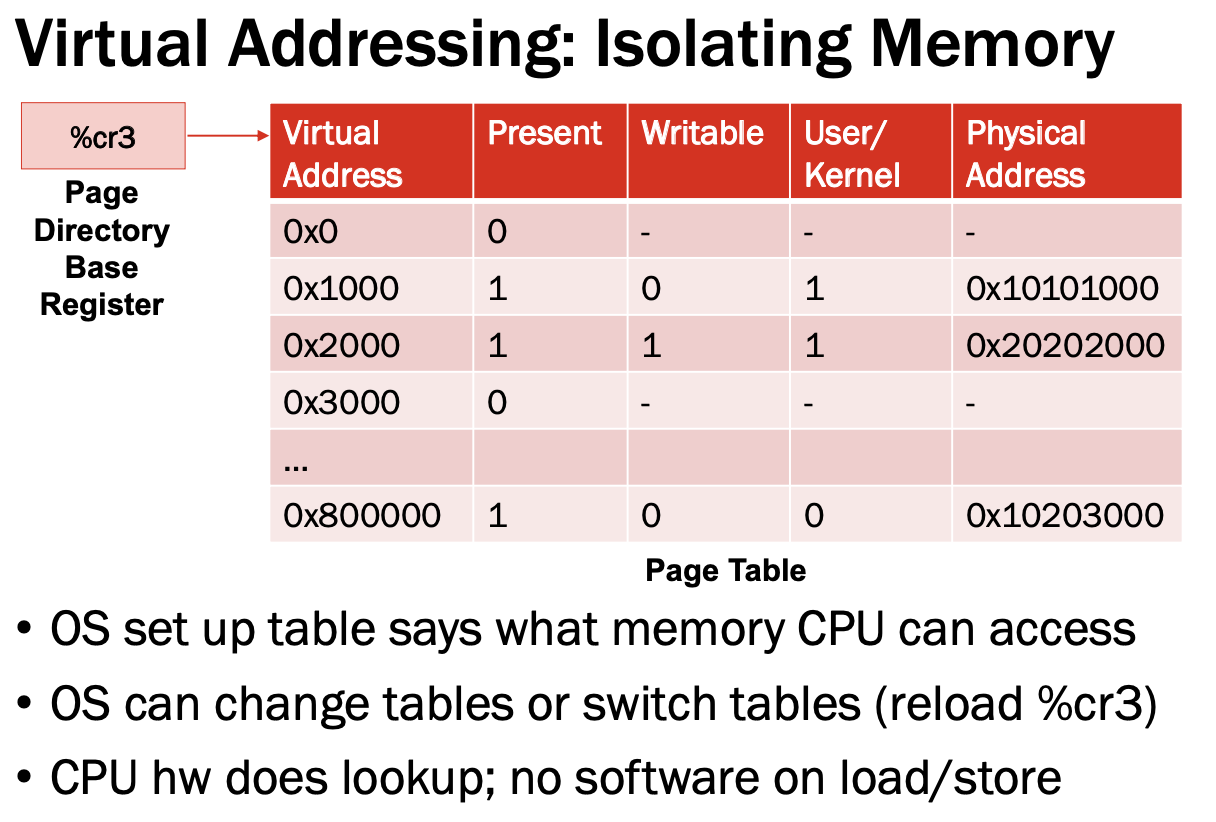 Virtual Addressing: Isolating Memory
%cr3
Page
Directory
Base
Register
Virtual Address Present Writable User/ Kernel Physical Address
0x0 0 - - -
0x1000 1 0 1 0x10101000
0x2000 1 1 1 0x20202000
0x3000 0 - - -
...
0x800000 1 0 0 0x10203000
Page Table
• OS set up table says what memory CPU can access
• OS can change tables or switch tables (reload %cr3)
• CPU hw does lookup; no software on load/store